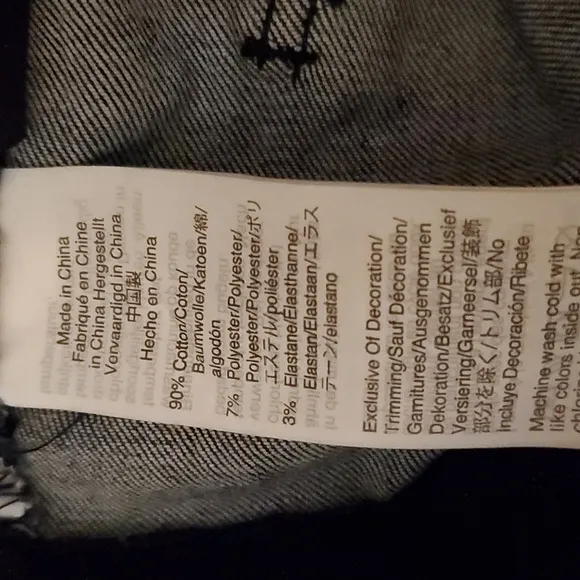 Made in China
Fabriqué en Chine
in China Hergestellt
Vervaardigd in China
中国製
Hecho en China
90% Cotton/Coton/
Baumwolle/Katoen/綿/
algodón
7% Polyester/Polyester/
Polyester/Polyester/ポリ
エステル/poliéster
3% Elastane/Elasthanne/
Elastan/Elastaan/エラス
テーン/elastano
Exclusive Of Decoration/
Trimming/Sauf Décoration/
Garnitures/Ausgenommen
Dekoration/Besatz/Exclusief
Versiering/Garneersel/装飾
部分を除く/トリム部/No
Incluye Decoración/Ribete
Machine wash cold with
like colors inside out.